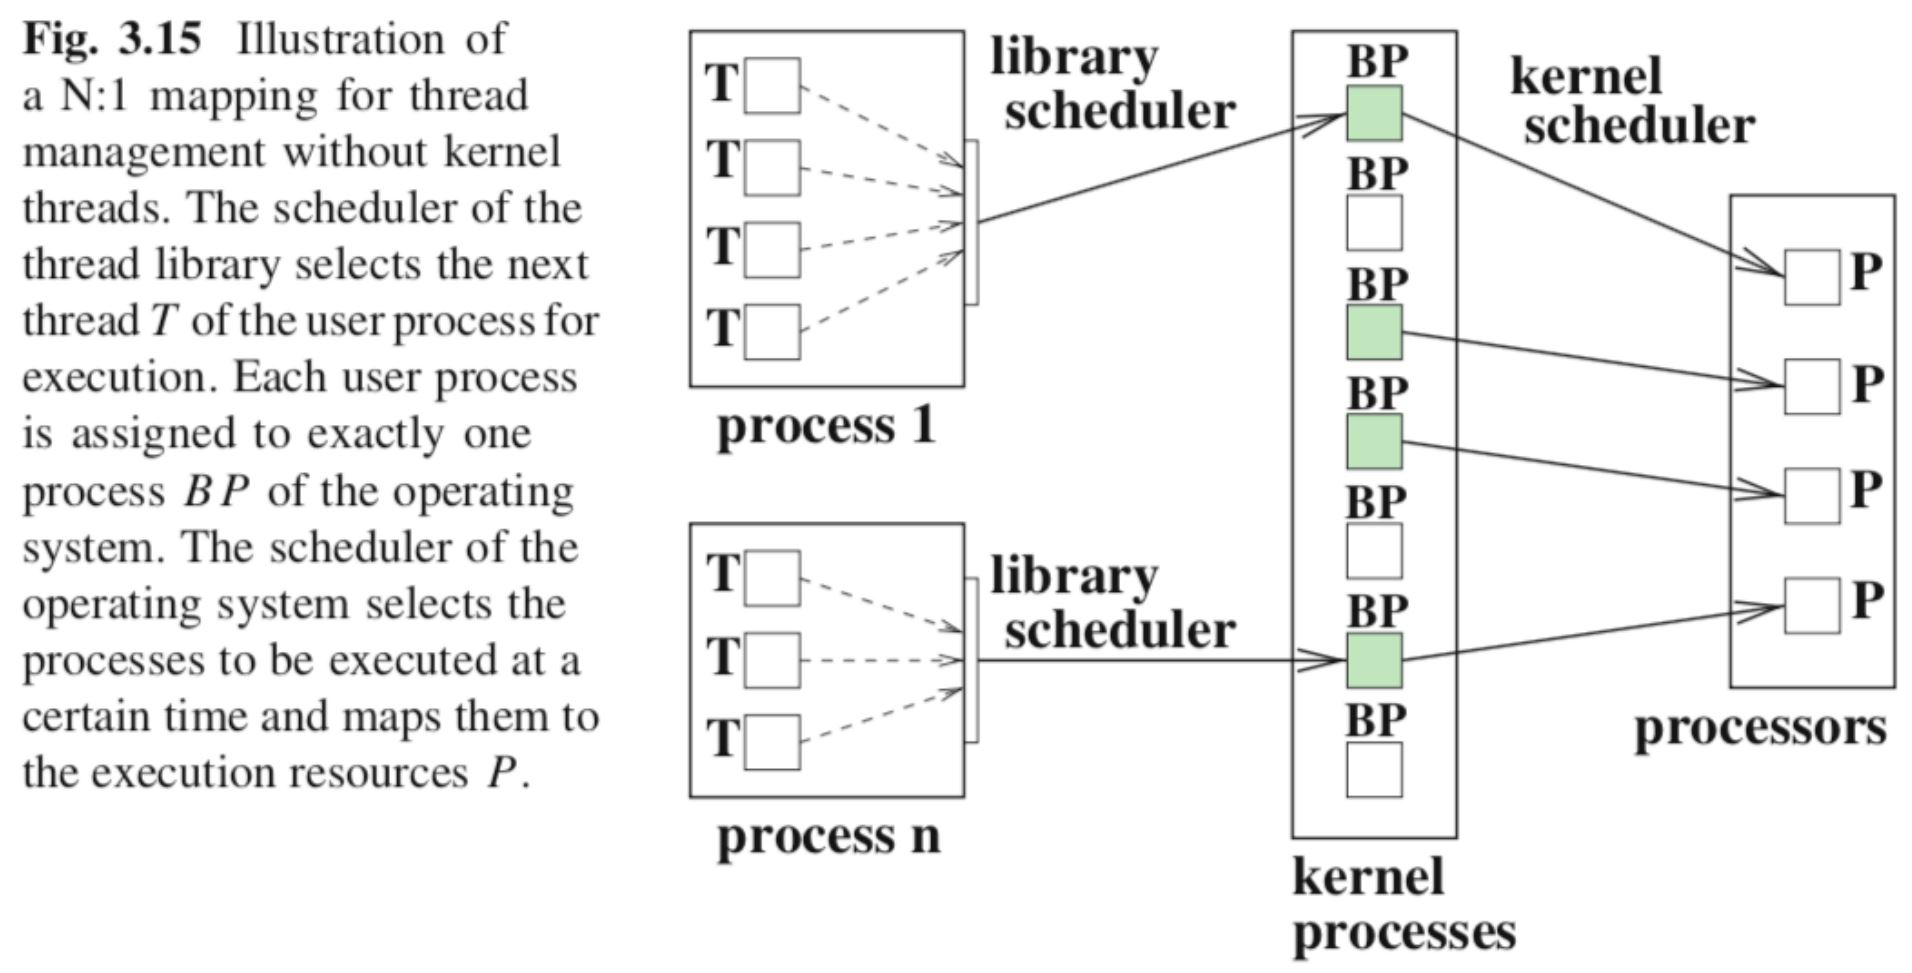 Fig. 3.15 Illustration of
a N:1 mapping for thread
management without kernel
threads. The scheduler of the
thread library selects the next
thread T of the user process for
execution. Each user process
is assigned to exactly one
process BP of the operating
system. The scheduler of the
operating system selects the
processes to be executed at a
certain time and maps them to
the execution resources P.
T
T
T
T
process 1
library
scheduler
T
T
T
process n
library
scheduler
BP
BP
BP
BP
BP
BP
BP
kernel
processes
kernel
scheduler
P
P
P
P
processors